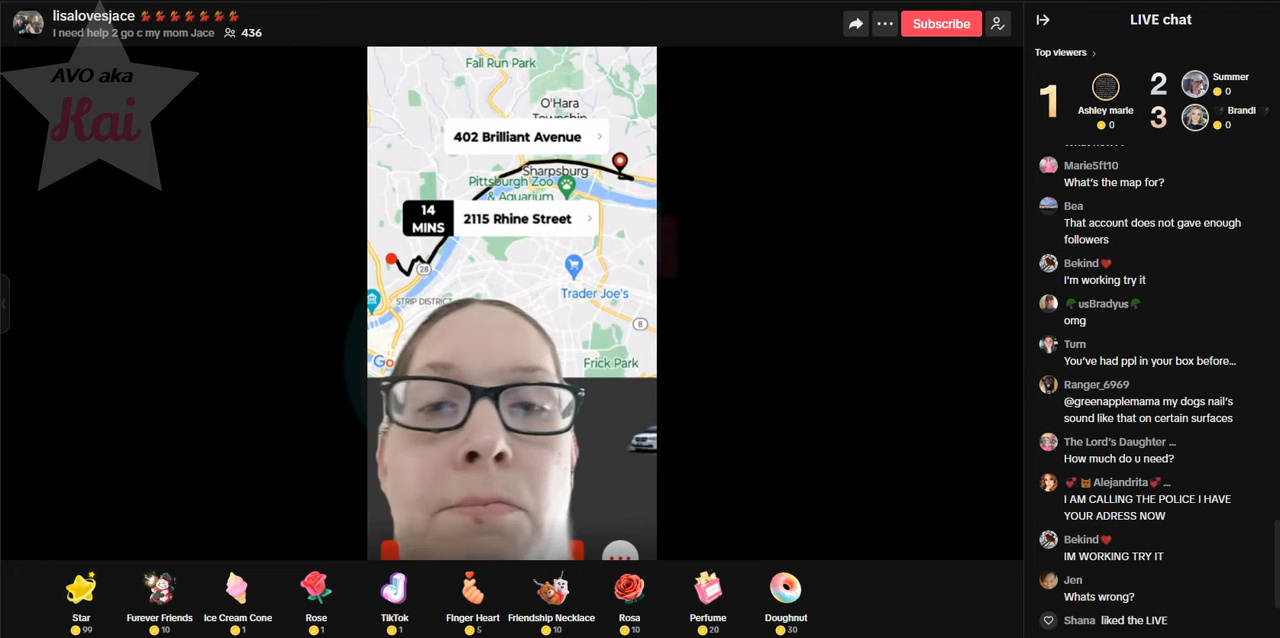 lisalovesjace
I need help 2 go c my mom Jace 436
Subscribe
AVO aka
Kai
Fall Run Park
O'Hara
Township
402 Brilliant Avenue
Sharpsburg
Pittsburgh Zoo
& Aquarium
14
MINS
2115 Rhine Street
28
STRIP DISTRICT
Trader Joe's
8
Go
Frick Park
Star
99
Furever Friends
10
Ice Cream Cone
1
Rose
1
TikTok
1
Finger Heart
5
Friendship Necklace
10
Rosa
10
Perfume
20
Doughnut
30
LIVE chat
Top viewers
1
Ashley marie
0
2
Summer
0
3
Brandi
0
Marie5ft10
What's the map for?
Bea
That account does not gave enough
followers
Bekind
I'm working try it
usBradyus
omg
Turn
You've had ppl in your box before...
Ranger_6969
@greenapplemama my dogs nail's
sound like that on certain surfaces
The Lord's Daughter ...
How much do u need?
Alejandrita ...
I AM CALLING THE POLICE I HAVE
YOUR ADRESS NOW
Bekind
IM WORKING TRY IT
Jen
Whats wrong?
Shana liked the LIVE